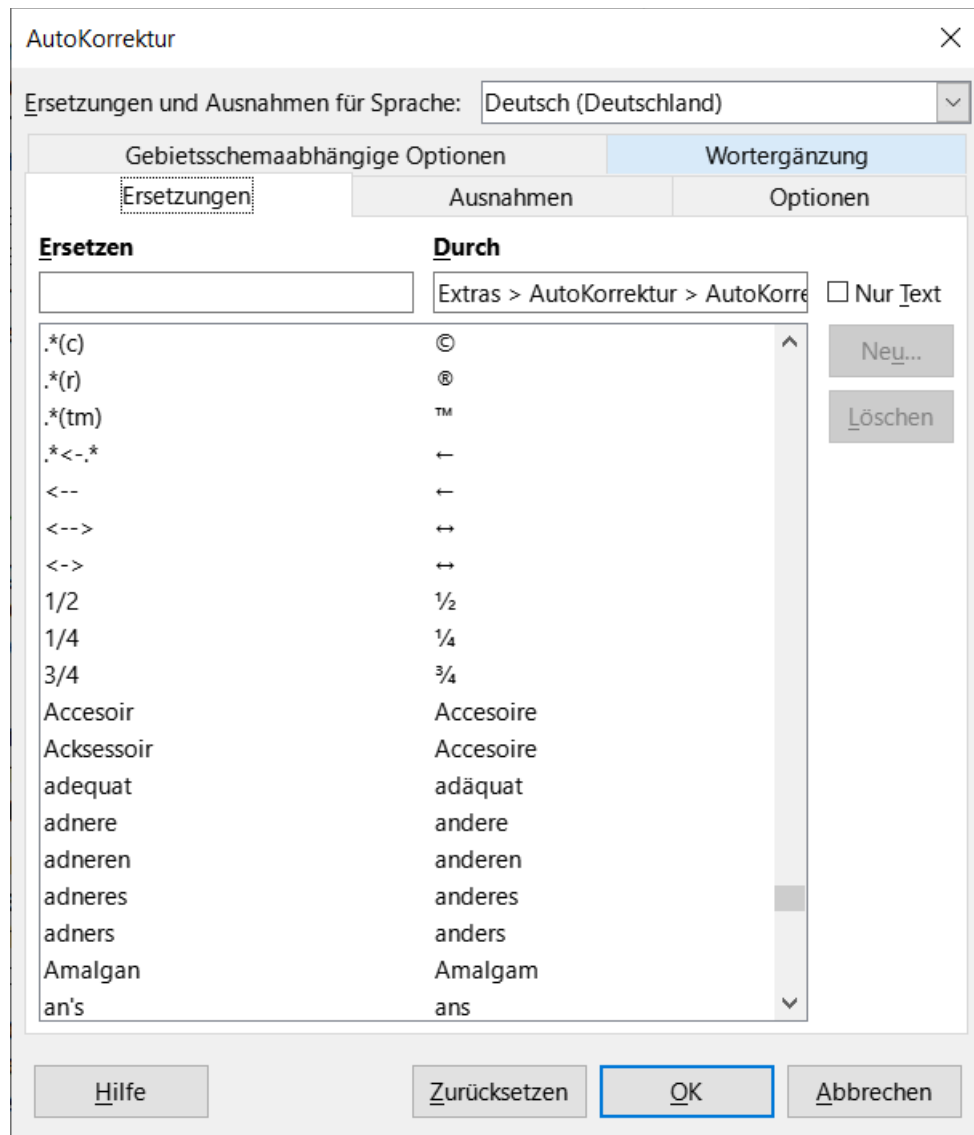 AutoKorrektur
Ersetzungen und Ausnahmen für Sprache: Deutsch (Deutschland)
Gebietsschemaabhängige Optionen Wortergänzung
Ersetzungen Ausnahmen Optionen
Ersetzen Durch
Extras > AutoKorrektur > AutoKorre Nur Text
.*(c) ©
.*(r) ®
.*(tm) ™
.*<-.* ←
<-- ←
<--> ↔
<-> ↔
1/2 ½
1/4 ¼
3/4 ¾
Accesoir Accesoire
Acksessoir Accesoire
adequat adäquat
adnere andere
adneren anderen
adneres anderes
adners anders
Amalgan Amalgam
an's ans
Neu...
Löschen
Hilfe Zurücksetzen OK Abbrechen